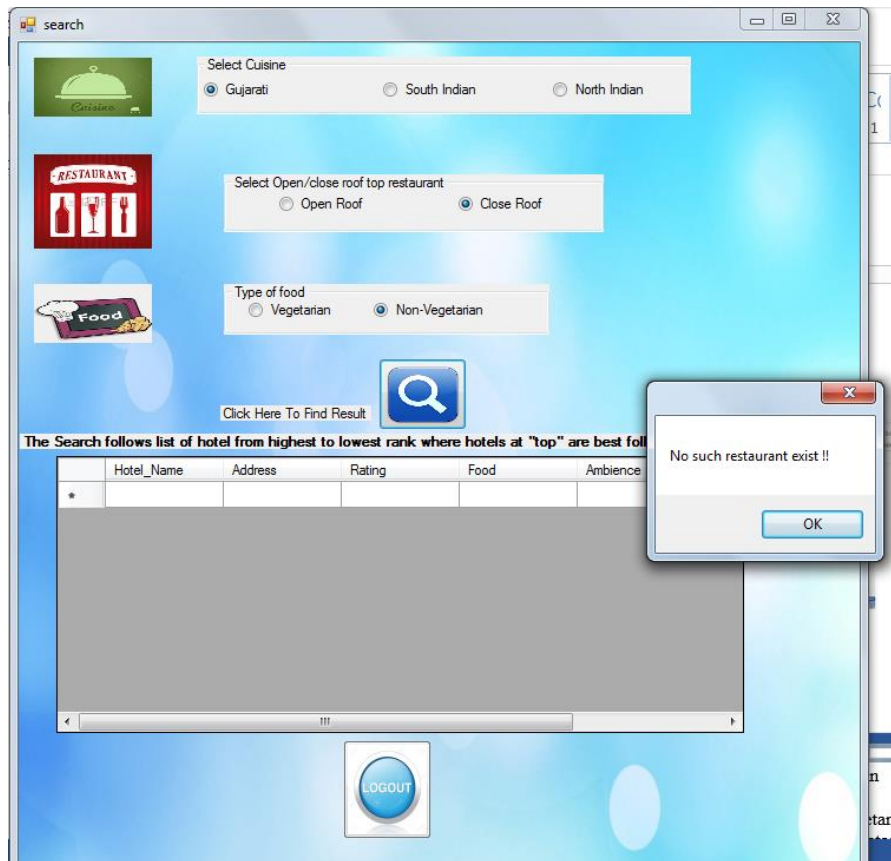 search
Select Cuisine
Gujarati South Indian North Indian
Cuisine
RESTAURANT
Select Open/close roof top restaurant
Open Roof Close Roof
Type of food
Vegetarian Non-Vegetarian
Food
Click Here To Find Result
The Search follows list of hotel from highest to lowest rank where hotels at "top" are best
No such restaurant exist !!
OK
Hotel_Name Address Rating Food Ambience
*
LOGOUT
1
n